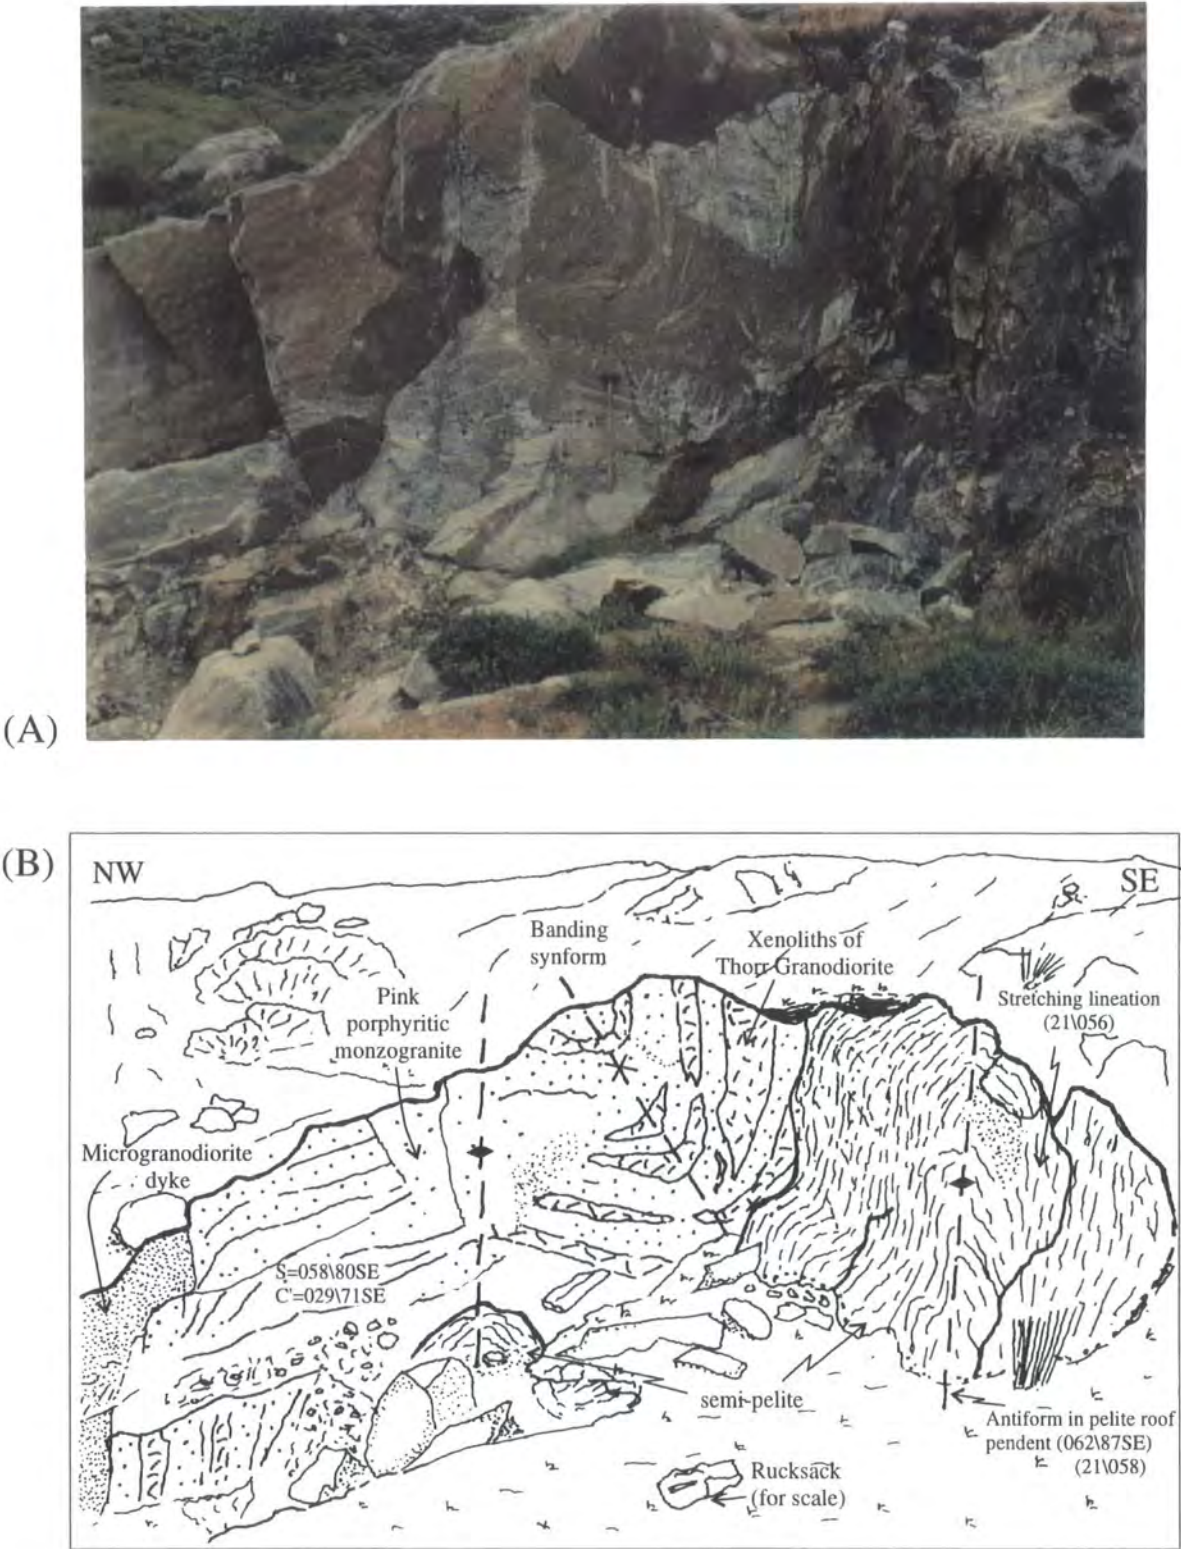 (A)
(B)
NW
SE
Banding
synform
Xenoliths of
Thorr Granodiorite
Pink
porphyritic
monzogranite
Stretching lineation
(21\056)
Microgranodiorite
dyke
S=058\80SE
C'=029\71SE
semi-pelite
Antiform in pelite roof
pendent (062\87SE)
(21\058)
Rucksack
(for scale)